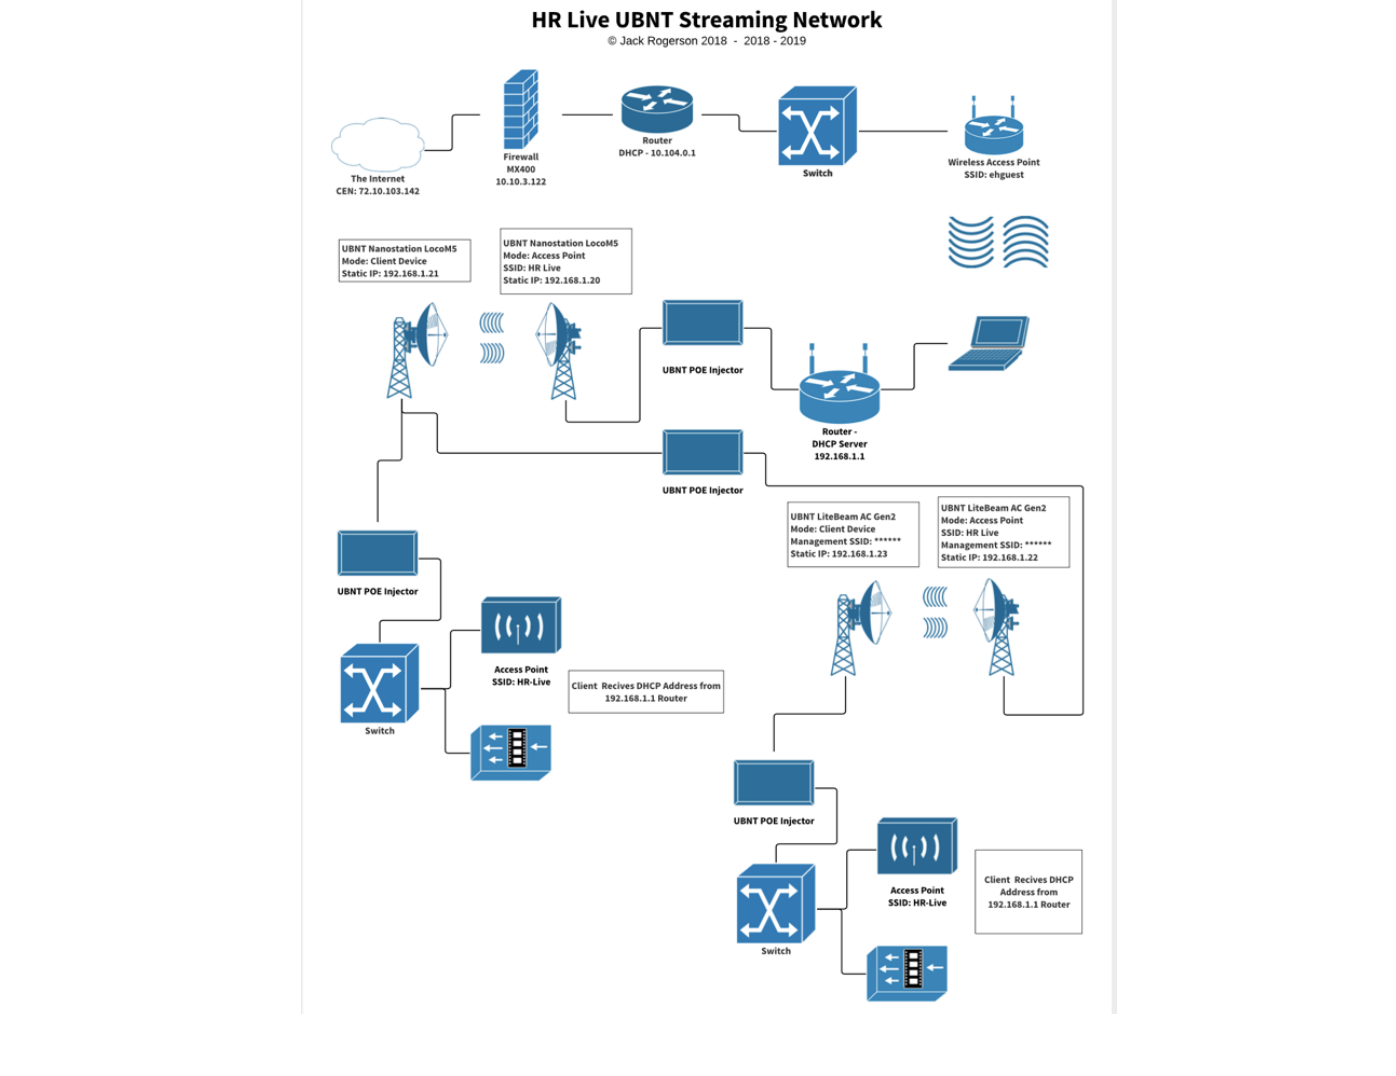 HR Live UBNT Streaming Network
© Jack Rogerson 2018 - 2018 - 2019
The Internet
CEN: 72.10.103.142
Firewall
MX400
10.10.3.122
Router
DHCP - 10.104.0.1
Switch
Wireless Access Point
SSID: ehguest
UBNT Nanostation LocoM5
Mode: Client Device
Static IP: 192.168.1.21
UBNT Nanostation LocoM5
Mode: Access Point
SSID: HR Live
Static IP: 192.168.1.20
UBNT POE Injector
Router -
DHCP Server
192.168.1.1
UBNT POE Injector
UBNT LiteBeam AC Gen2
Mode: Client Device
Management SSID: ******
Static IP: 192.168.1.23
UBNT LiteBeam AC Gen2
Mode: Access Point
SSID: HR Live
Management SSID: ******
Static IP: 192.168.1.22
UBNT POE Injector
Access Point
SSID: HR-Live
Client Recives DHCP Address from
192.168.1.1 Router
Switch
UBNT POE Injector
Access Point
SSID: HR-Live
Client Recives DHCP
Address from
192.168.1.1 Router
Switch